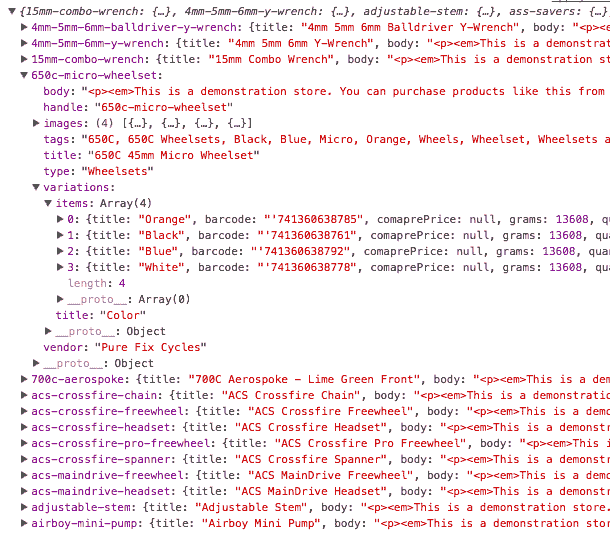 {15mm-combo-wrench: {…}, 4mm-5mm-6mm-y-wrench: {…}, adjustable-stem: {…}, ass-savers: {…},
4mm-5mm-6mm-balldriver-y-wrench: {title: "4mm 5mm 6mm Balldriver Y-Wrench", body: "<p><e
4mm-5mm-6mm-y-wrench: {title: "4mm 5mm 6mm Y-Wrench", body: "<p><em>This is a demonstrat
15mm-combo-wrench: {title: "15mm Combo Wrench", body: "<p><em>This is a demonstration st
650c-micro-wheelset:
body: "<p><em>This is a demonstration store. You can purchase products like this from
handle: "650c-micro-wheelset"
images: (4) [{…}, {…}, {…}, {…}]
tags: "650C, 650C Wheelsets, Black, Blue, Micro, Orange, Wheels, Wheelset, Wheelsets a
title: "650C 45mm Micro Wheelset"
type: "Wheelsets"
variations:
items: Array(4)
0: {title: "Orange", barcode: "'741360638785", comaprePrice: null, grams: 13608, qu
1: {title: "Black", barcode: "'741360638761", comaprePrice: null, grams: 13608, qua
2: {title: "Blue", barcode: "'741360638792", comaprePrice: null, grams: 13608, quan
3: {title: "White", barcode: "'741360638778", comaprePrice: null, grams: 13608, qua
length: 4
__proto__: Array(0)
title: "Color"
__proto__: Object
vendor: "Pure Fix Cycles"
__proto__: Object
700c-aerospoke: {title: "700C Aerospoke – Lime Green Front", body: "<p><em>This is a dem
acs-crossfire-chain: {title: "ACS Crossfire Chain", body: "<p><em>This is a demonstratio
acs-crossfire-freewheel: {title: "ACS Crossfire Freewheel", body: "<p><em>This is a demo
acs-crossfire-headset: {title: "ACS Crossfire Headset", body: "<p><em>This is a demonstr
acs-crossfire-pro-freewheel: {title: "ACS Crossfire Pro Freewheel", body: "<p><em>This i
acs-crossfire-spanner: {title: "ACS Crossfire Spanner", body: "<p><em>This is a demonstr
acs-maindrive-freewheel: {title: "ACS MainDrive Freewheel", body: "<p><em>This is a demo
acs-maindrive-headset: {title: "ACS MainDrive Headset", body: "<p><em>This is a demonstr
adjustable-stem: {title: "Adjustable Stem", body: "<p><em>This is a demonstration store.
airboy-mini-pump: {title: "Airboy Mini Pump", body: "<p><em>This is a demonstration stor